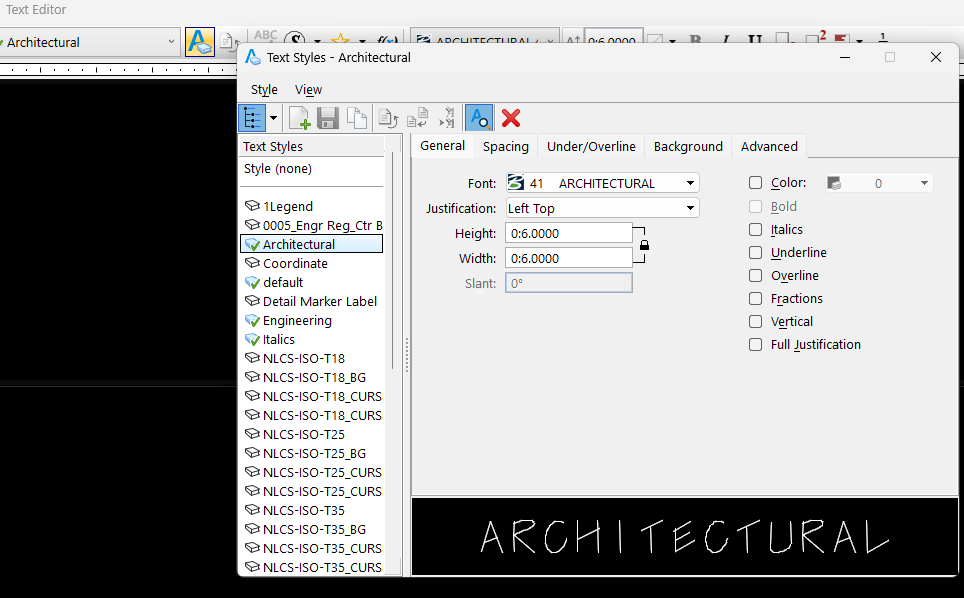 Text Editor
Architectural
ABC
ARCHITECTURAL
0:6.0000
2
1
Text Styles - Architectural
Style View
Text Styles
Style (none)
1Legend
0005_Engr Reg_Ctr B
Architectural
Coordinate
default
Detail Marker Label
Engineering
Italics
NLCS-ISO-T18
NLCS-ISO-T18_BG
NLCS-ISO-T18_CURS
NLCS-ISO-T18_CURS
NLCS-ISO-T25
NLCS-ISO-T25_BG
NLCS-ISO-T25_CURS
NLCS-ISO-T25_CURS
NLCS-ISO-T35
NLCS-ISO-T35_BG
NLCS-ISO-T35_CURS
NLCS-ISO-T35_CURS
General Spacing Under/Overline Background Advanced
Font: 41 ARCHITECTURAL
Justification: Left Top
Height: 0:6.0000
Width: 0:6.0000
Slant: 0°
Color: 0
Bold
Italics
Underline
Overline
Fractions
Vertical
Full Justification
ARCHITECTURAL